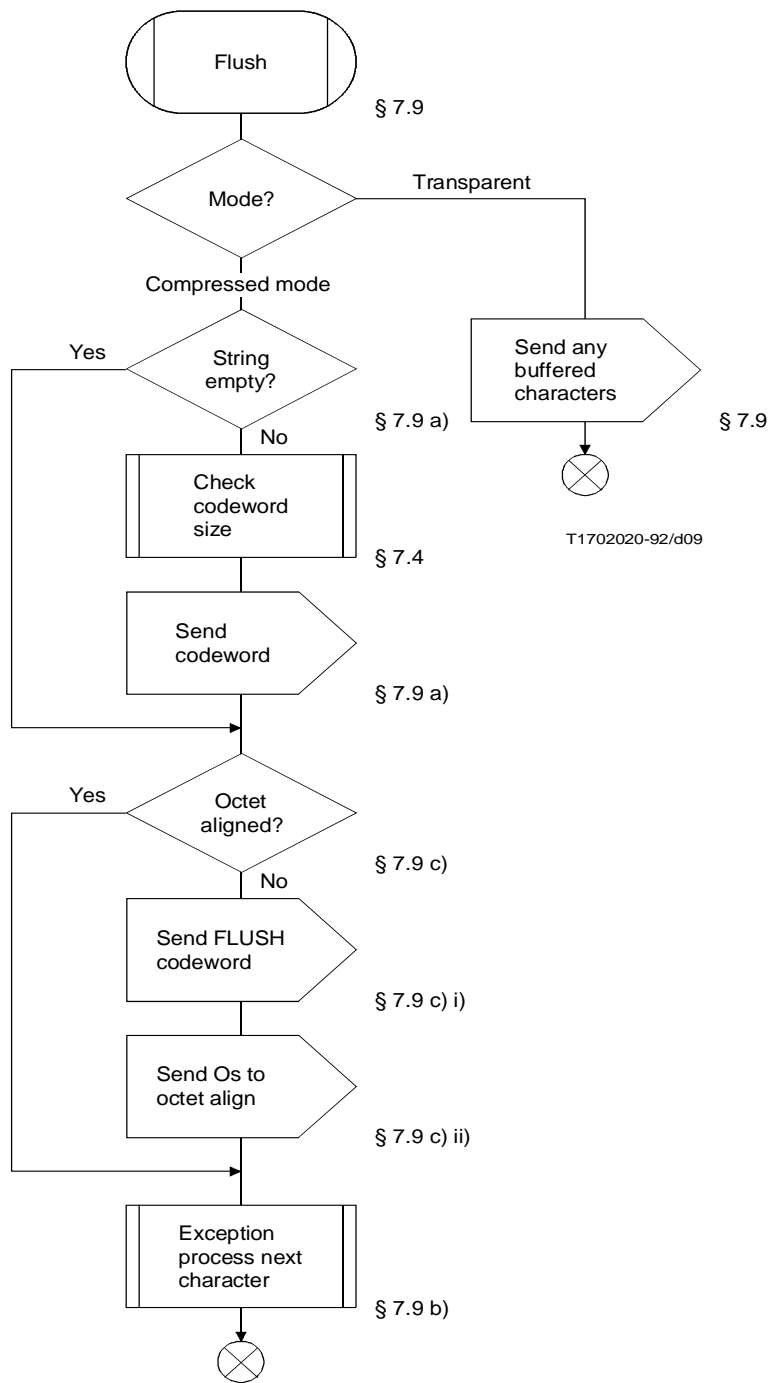 Flush
§ 7.9
Mode?
Transparent
Compressed mode
Yes
String
empty?
§ 7.9 a)
No
Send any
buffered
characters
§ 7.9
Check
codeword
size
§ 7.4
T1702020-92/d09
Send
codeword
§ 7.9 a)
Yes
Octet
aligned?
§ 7.9 c)
No
Send FLUSH
codeword
§ 7.9 c) i)
Send Os to
octet align
§ 7.9 c) ii)
Exception
process next
character
§ 7.9 b)